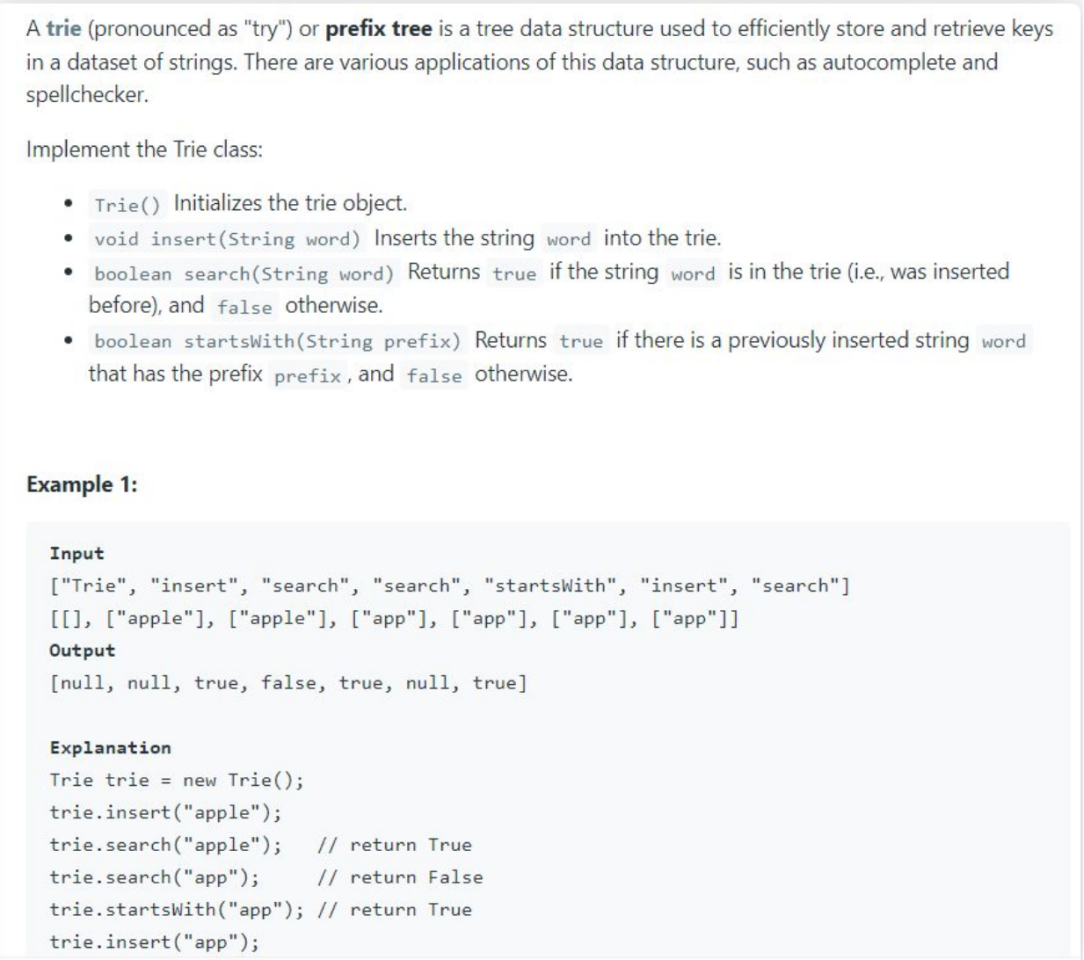 A trie (pronounced as "try") or prefix tree is a tree data structure used to efficiently store and retrieve keys
in a dataset of strings. There are various applications of this data structure, such as autocomplete and
spellchecker.
Implement the Trie class:
• Trie() Initializes the trie object.
• void insert(String word) Inserts the string word into the trie.
• boolean search(String word) Returns true if the string word is in the trie (i.e., was inserted
before), and false otherwise.
• boolean startsWith(String prefix) Returns true if there is a previously inserted string word
that has the prefix prefix, and false otherwise.
Example 1:
Input
["Trie", "insert", "search", "search", "startsWith", "insert", "search"]
[[], ["apple"], ["apple"], ["app"], ["app"], ["app"], ["app"]]
Output
[null, null, true, false, true, null, true]
Explanation
Trie trie = new Trie();
trie.insert("apple");
trie.search("apple");   // return True
trie.search("app");     // return False
trie.startsWith("app"); // return True
trie.insert("app");